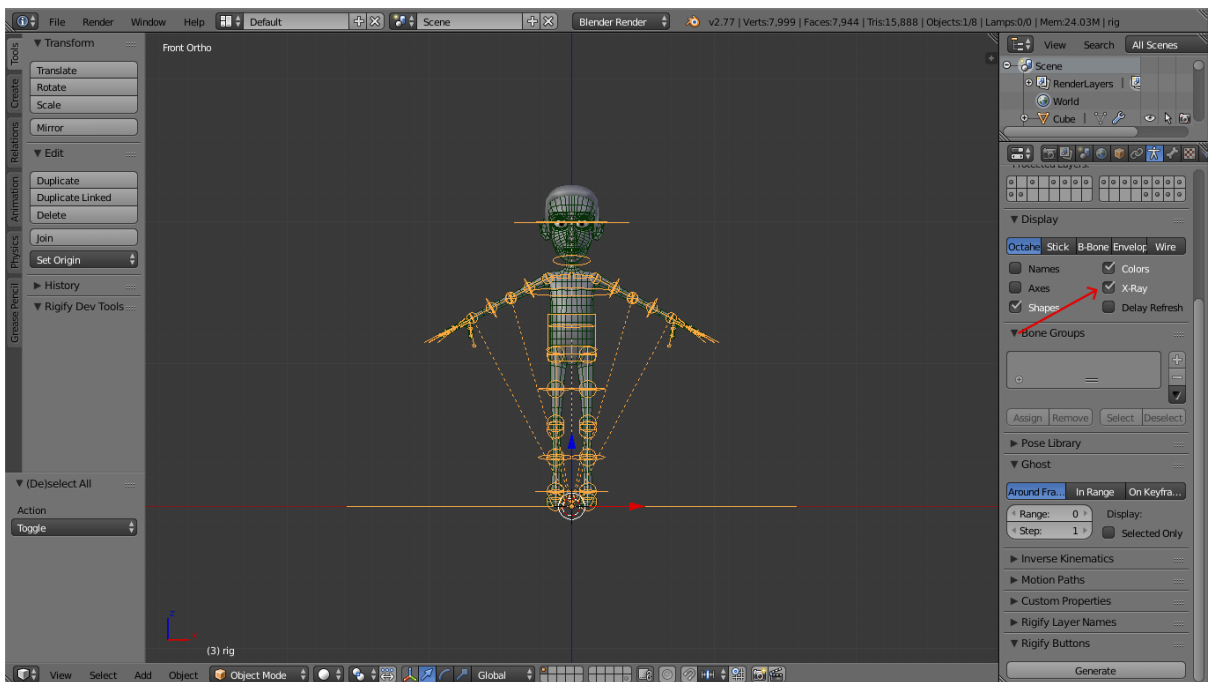 File Render Window Help Default Scene Blender Render v2.77 | Verts:7,999 | Faces:7,944 | Tris:15,888 | Objects:1/8 | Lamps:0/0 | Mem:24.03M | rig
Tools
Create
Relations
Animation
Physics
Grease Pencil
Transform
Translate
Rotate
Scale
Mirror
Edit
Duplicate
Duplicate Linked
Delete
Join
Set Origin
History
Rigify Dev Tools
(De)select All
Action
Toggle
Front Ortho
z
(3) rig
View Select Add Object Object Mode Global
View Search All Scenes
Scene
RenderLayers |
World
Cube |
Protected Layers:
Display
Octahe Stick B-Bone Envelop Wire
Names Colors
Axes X-Ray
Shapes Delay Refresh
Bone Groups
Assign Remove Select Deselect
Pose Library
Ghost
Around Fra... In Range On Keyfra...
Range: 0 Display:
Step: 1 Selected Only
Inverse Kinematics
Motion Paths
Custom Properties
Rigify Layer Names
Rigify Buttons
Generate